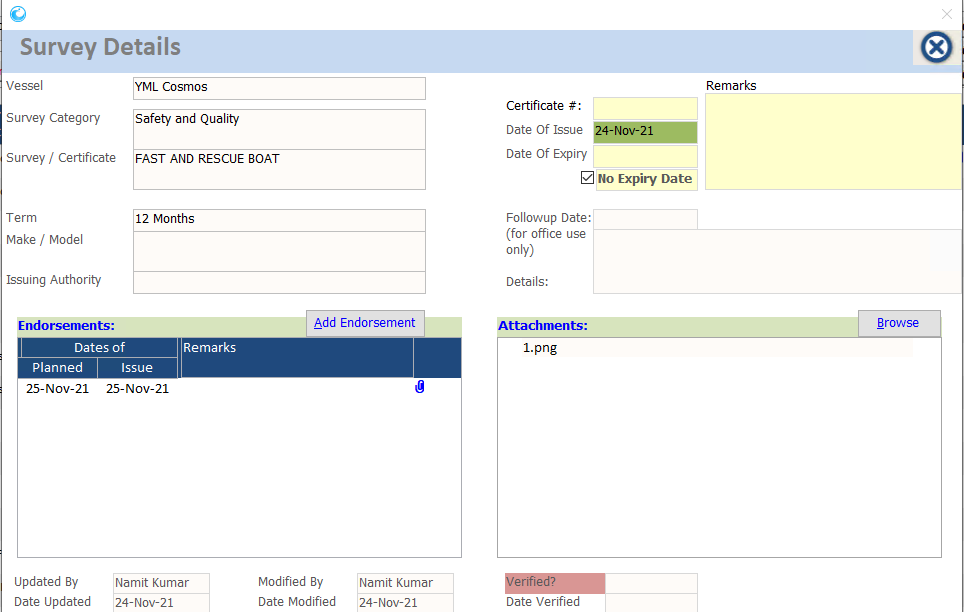 Survey Details
Vessel YML Cosmos
Survey Category Safety and Quality
Survey / Certificate FAST AND RESCUE BOAT
Term 12 Months
Make / Model
Issuing Authority
Certificate #:
Date Of Issue 24-Nov-21
Date Of Expiry
No Expiry Date
Remarks
Followup Date:
(for office use
only)
Details:
Endorsements: Add Endorsement
Dates of Remarks
Planned Issue
25-Nov-21 25-Nov-21
Attachments: Browse
1.png
Updated By Namit Kumar Modified By Namit Kumar Verified?
Date Updated 24-Nov-21 Date Modified 24-Nov-21 Date Verified